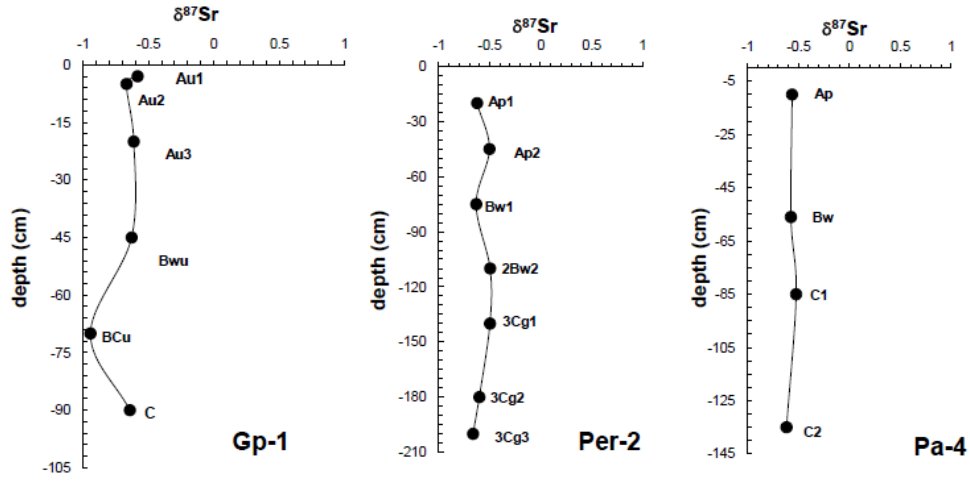 δ⁸⁷Sr
-1 -0.5 0 0.5 1
0
-15
-30
-45
-60
-75
-90
-105
depth (cm)
Au1
Au2
Au3
Bwu
BCu
C
Gp-1
δ⁸⁷Sr
-1 -0.5 0 0.5 1
0
-30
-60
-90
-120
-150
-180
-210
depth (cm)
Ap1
Ap2
Bw1
2Bw2
3Cg1
3Cg2
3Cg3
Per-2
δ⁸⁷Sr
-1 -0.5 0 0.5 1
-5
-25
-45
-65
-85
-105
-125
-145
depth (cm)
Ap
Bw
C1
C2
Pa-4